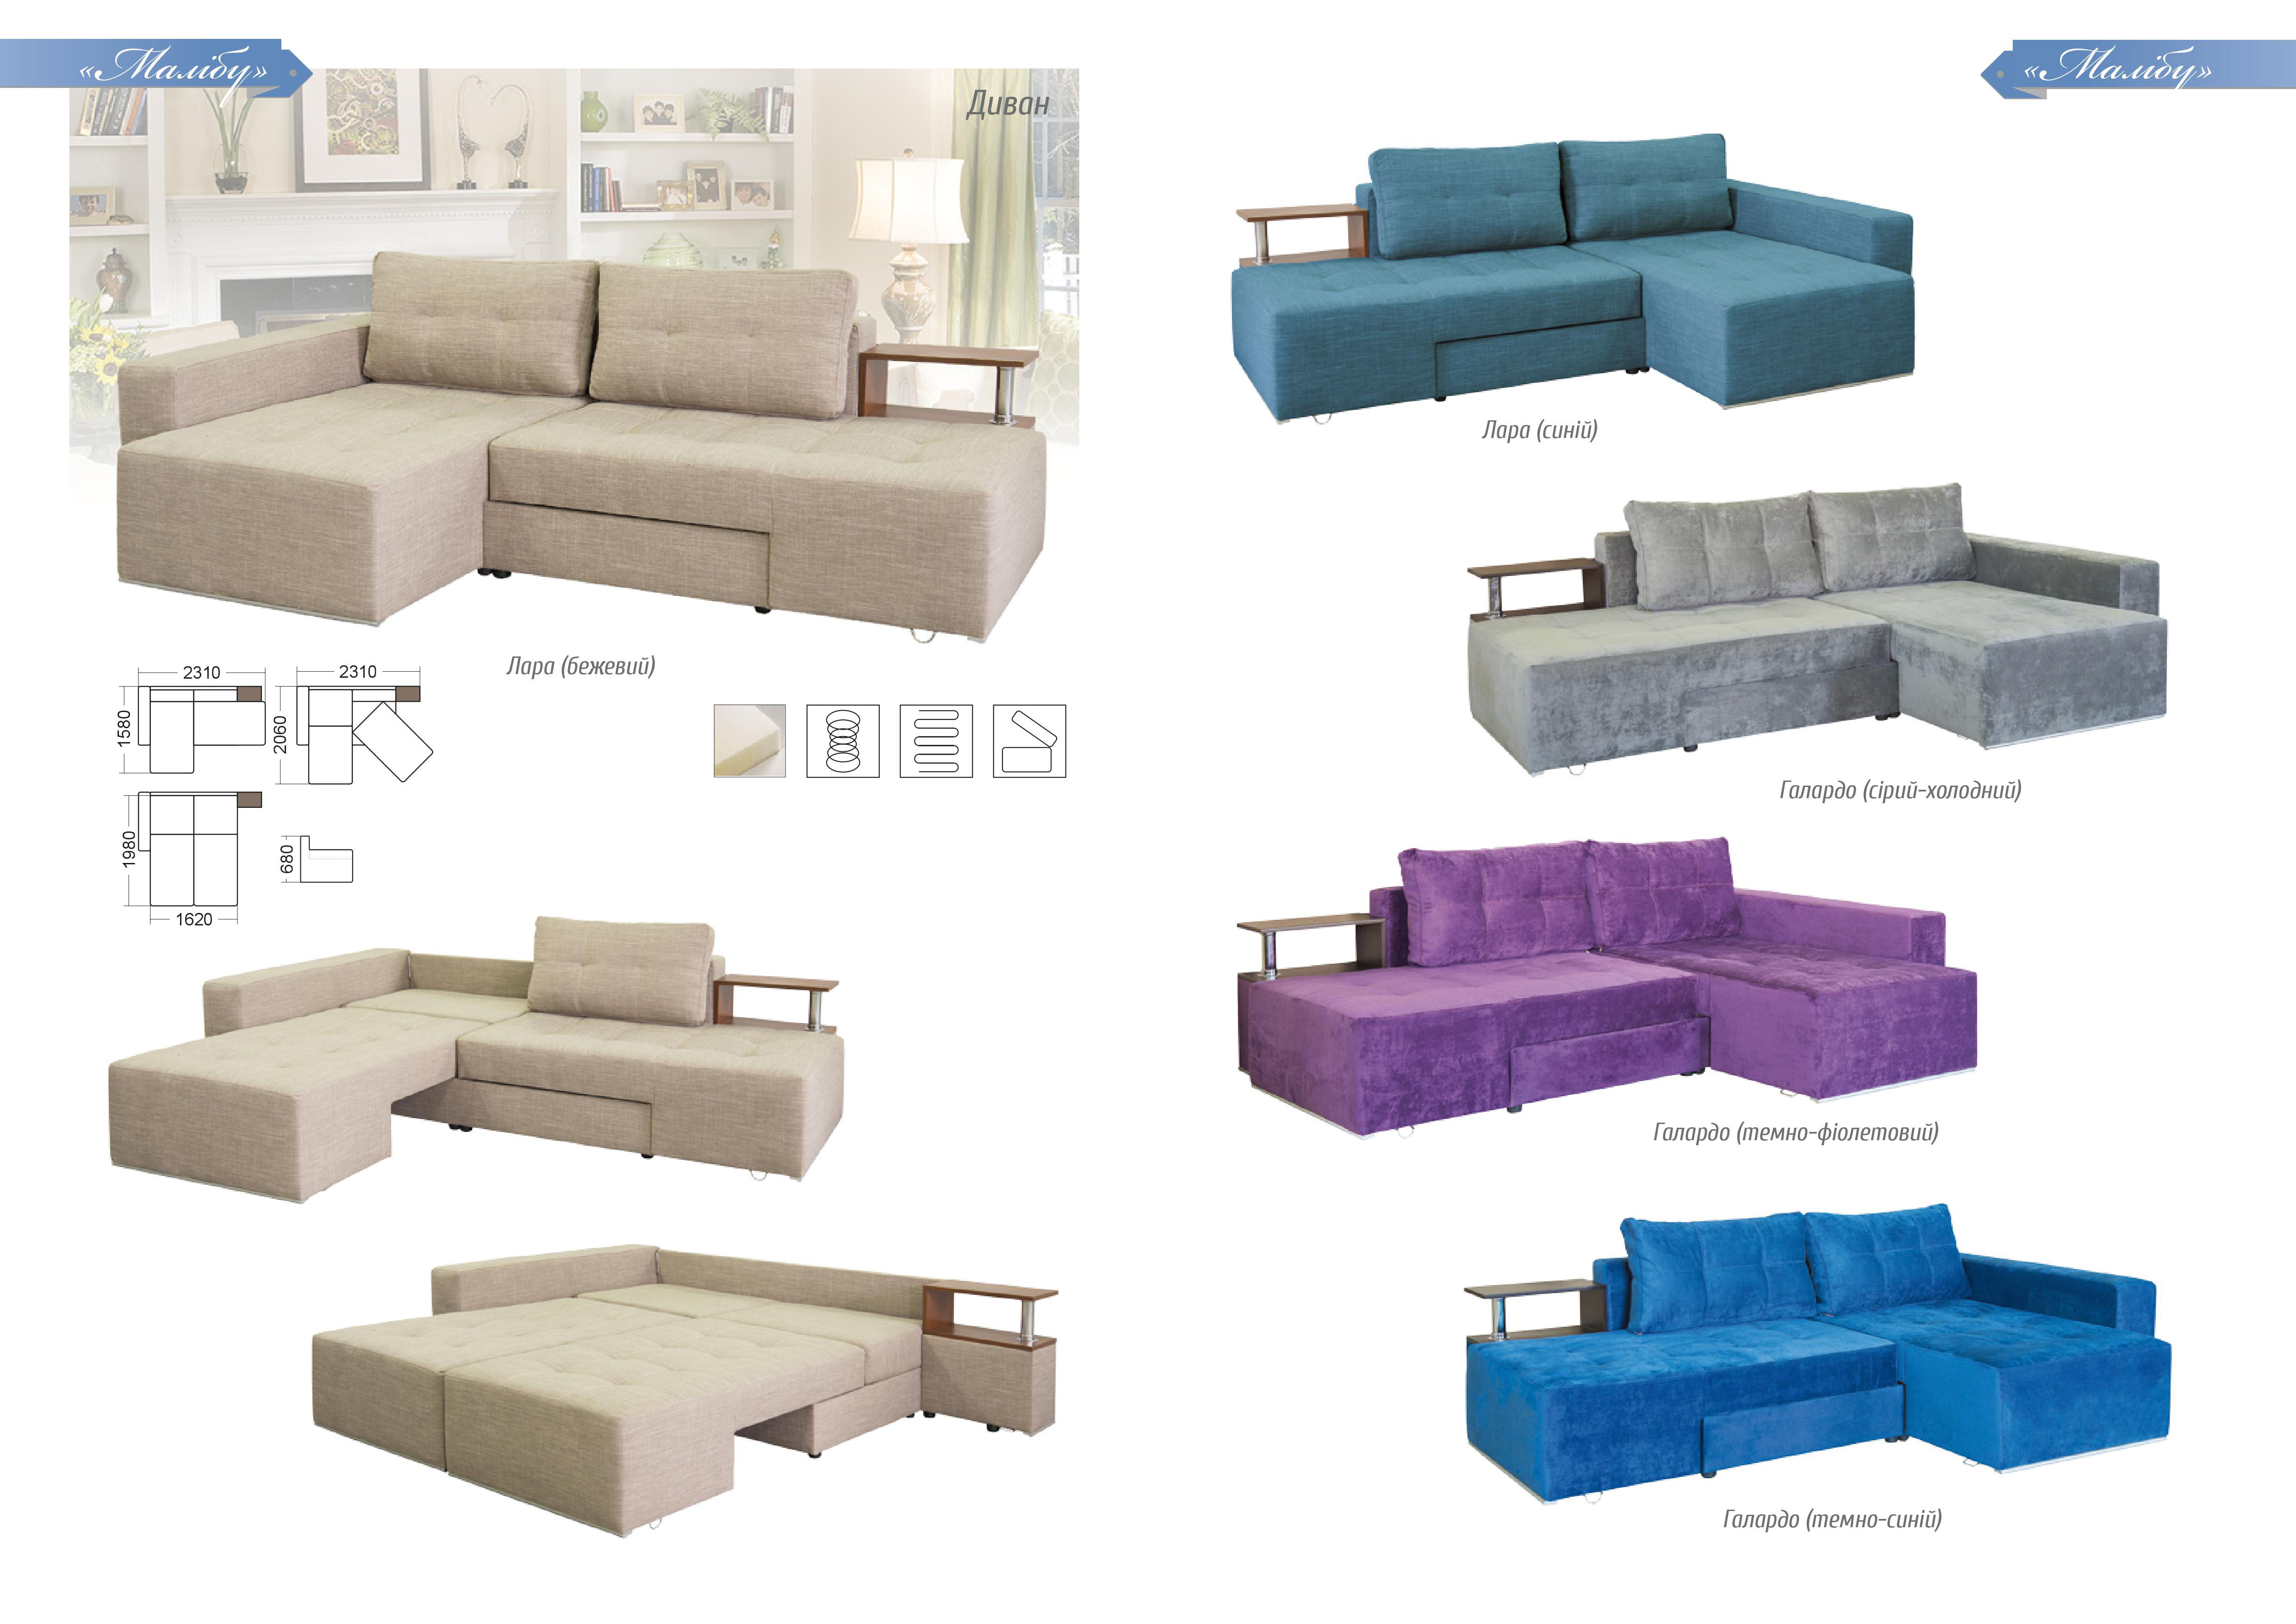 «Малібу»
Диван
Лара (бежевий)
2310
2310
1580
2060
1980
680
1620
«Малібу»
Лара (синій)
Галардо (сірий-холодний)
Галардо (темно-фіолетовий)
Галардо (темно-синій)